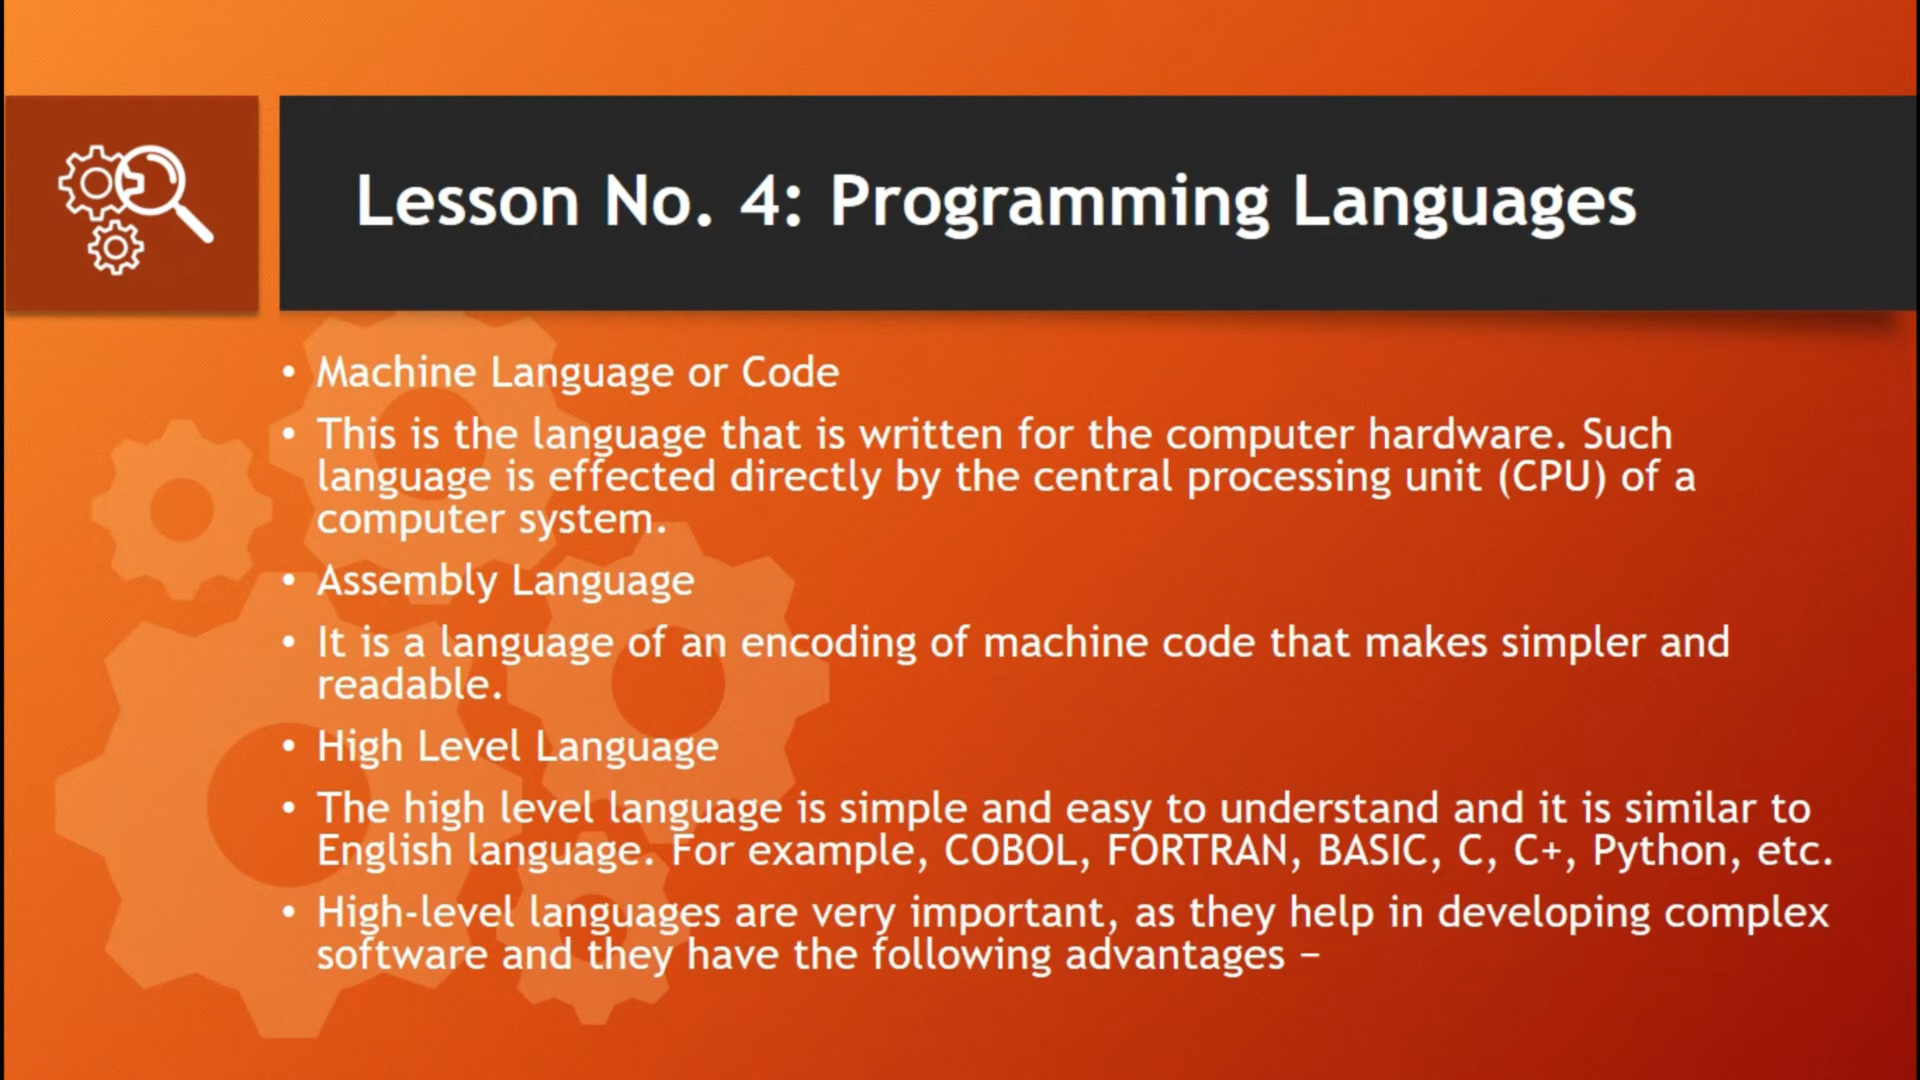 Lesson No. 4: Programming Languages
• Machine Language or Code
• This is the language that is written for the computer hardware. Such
language is effected directly by the central processing unit (CPU) of a
computer system.
• Assembly Language
• It is a language of an encoding of machine code that makes simpler and
readable.
• High Level Language
• The high level language is simple and easy to understand and it is similar to
English language. For example, COBOL, FORTRAN, BASIC, C, C+, Python, etc.
• High-level languages are very important, as they help in developing complex
software and they have the following advantages −